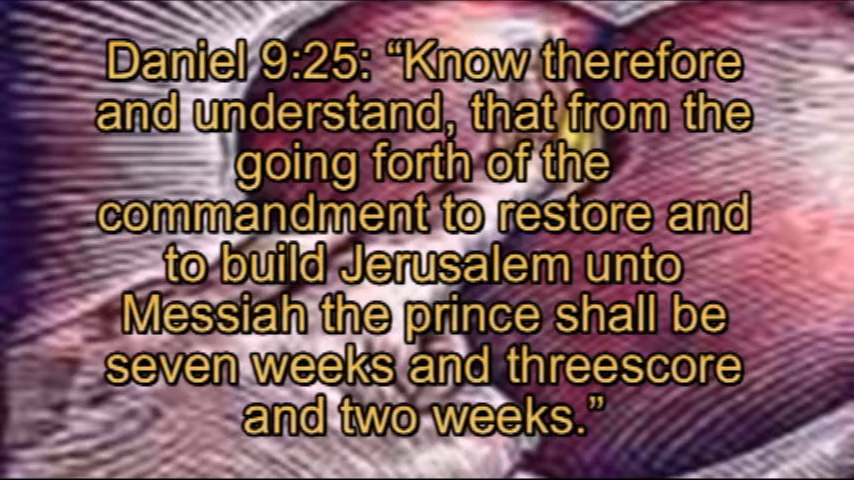 Daniel 9:25: “Know therefore
and understand, that from the
going forth of the
commandment to restore and
to build Jerusalem unto
Messiah the prince shall be
seven weeks and threescore
and two weeks.”